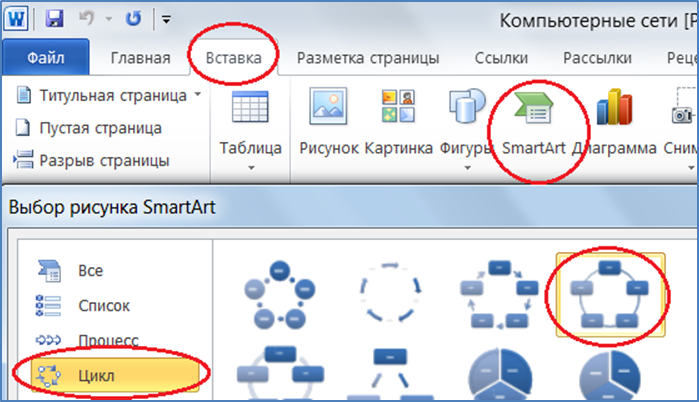 W
Компьютерные сети [Р
Файл Главная Вставка Разметка страницы Ссылки Рассылки Реце
Титульная страница
Пустая страница
Разрыв страницы
Таблица
Рисунок Картинка Фигуры SmartArt Диаграмма Сним
Выбор рисунка SmartArt
Все
Список
Процесс
Цикл